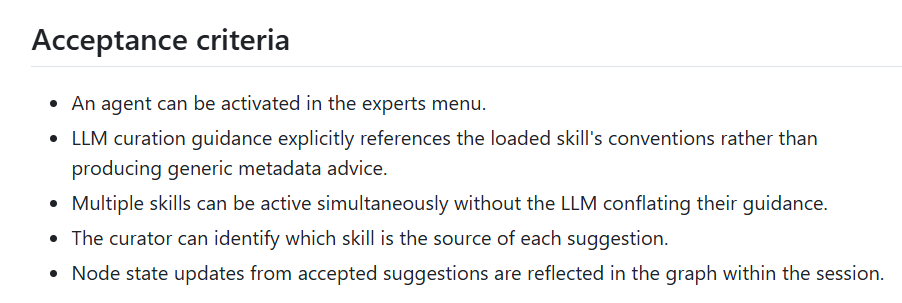 Acceptance criteria
An agent can be activated in the experts menu.
LLM curation guidance explicitly references the loaded skill's conventions rather than
producing generic metadata advice.
Multiple skills can be active simultaneously without the LLM conflating their guidance.
The curator can identify which skill is the source of each suggestion.
Node state updates from accepted suggestions are reflected in the graph within the session.